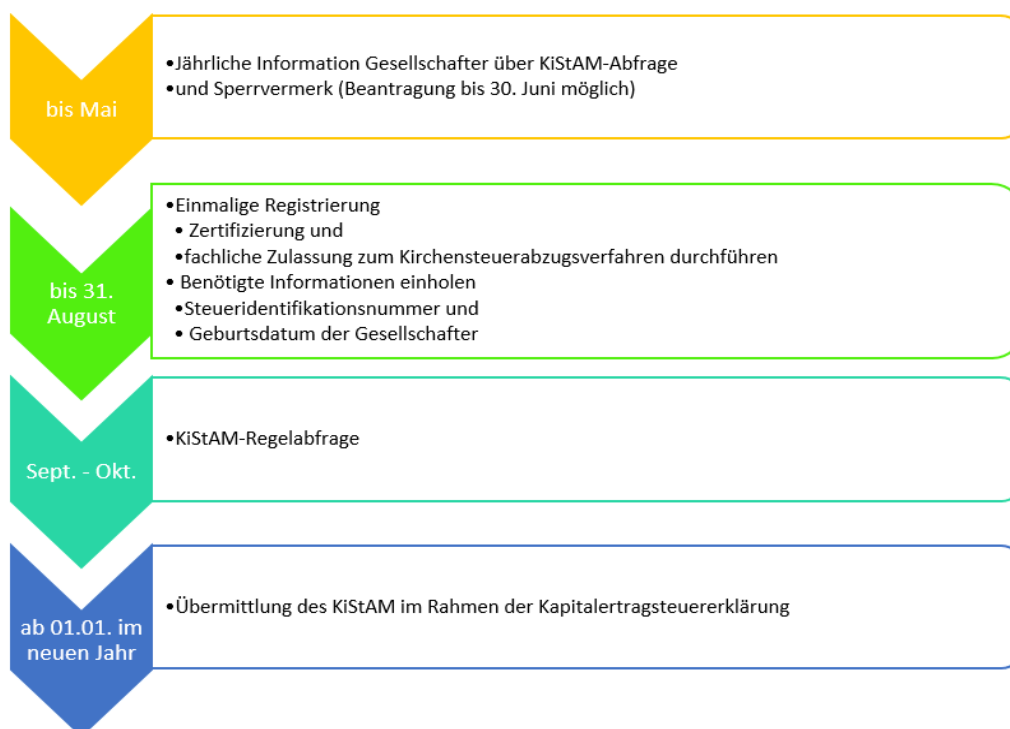 bis Mai
•Jährliche Information Gesellschafter über KiStAM-Abfrage
•und Sperrvermerk (Beantragung bis 30. Juni möglich)
bis 31.
August
•Einmalige Registrierung
• Zertifizierung und
•fachliche Zulassung zum Kirchensteuerabzugsverfahren durchführen
• Benötigte Informationen einholen
•Steueridentifikationsnummer und
• Geburtsdatum der Gesellschafter
Sept. - Okt.
•KiStAM-Regelabfrage
ab 01.01. im
neuen Jahr
•Übermittlung des KiStAM im Rahmen der Kapitalertragsteuererklärung